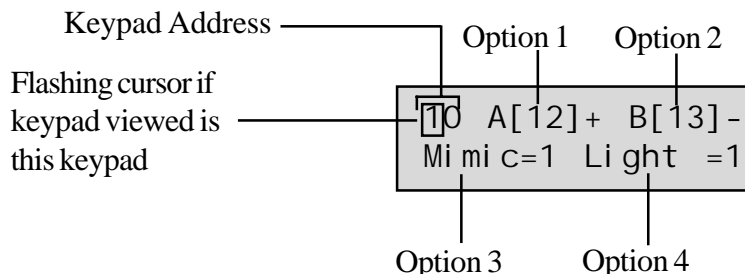 Keypad Address
Option 1
Option 2
Flashing cursor if
keypad viewed is
this keypad
10 A[12]+ B[13]-
Mimic=1 Light =1
Option 3
Option 4